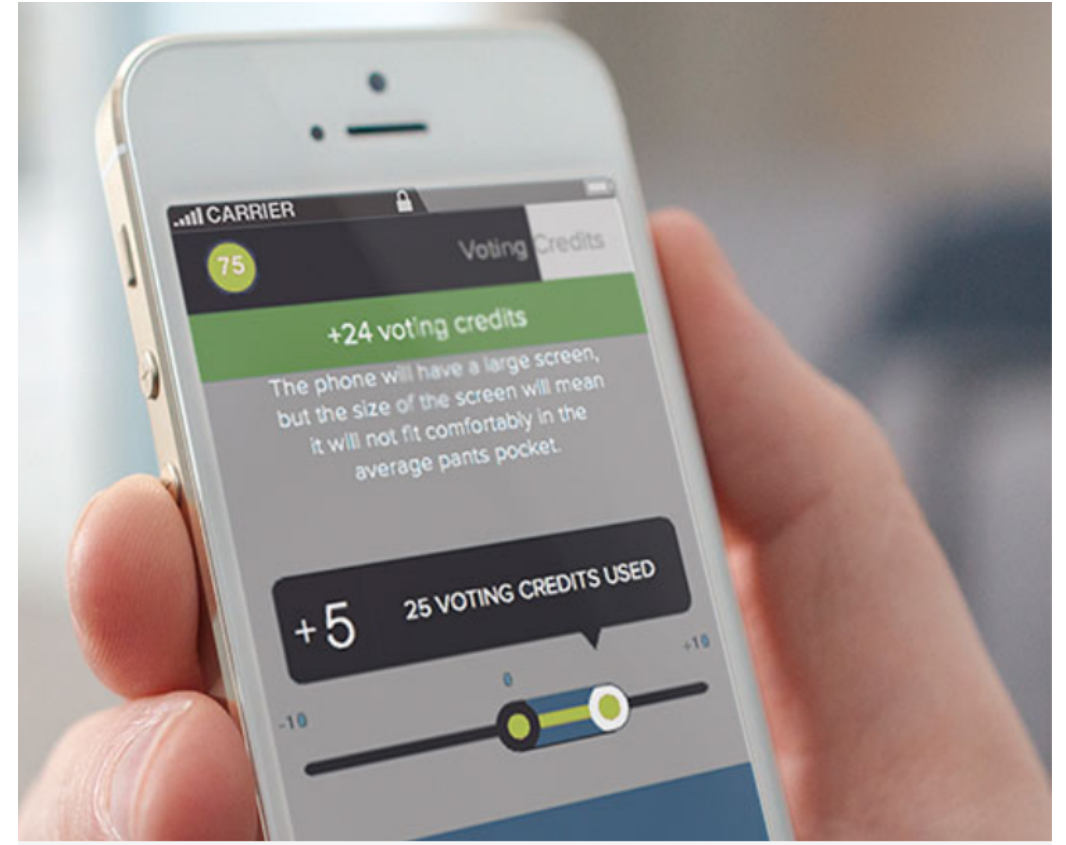 CARRIER
75 Voting Credits
+24 voting credits
The phone will have a large screen,
but the size of the screen will mean
it will not fit comfortably in the
average pants pocket.
+5 25 VOTING CREDITS USED
-10 0 +10